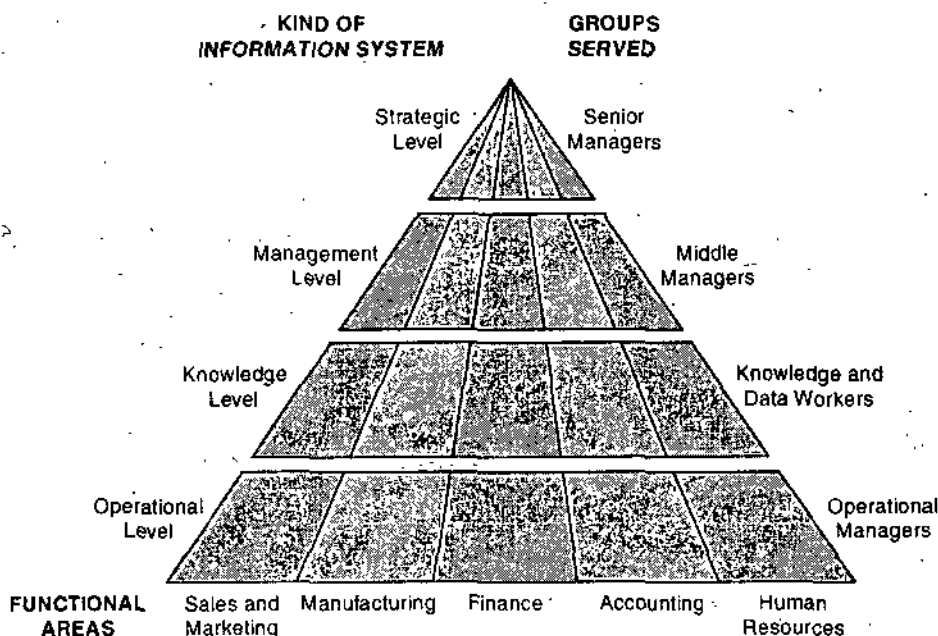 KIND OF
INFORMATION SYSTEM
GROUPS
SERVED
Strategic
Level
Senior
Managers
Management
Level
Middle
Managers
Knowledge
Level
Knowledge and
Data Workers
Operational
Level
Operational
Managers
FUNCTIONAL
AREAS
Sales and
Marketing
Manufacturing
Finance
Accounting
Human
Resources